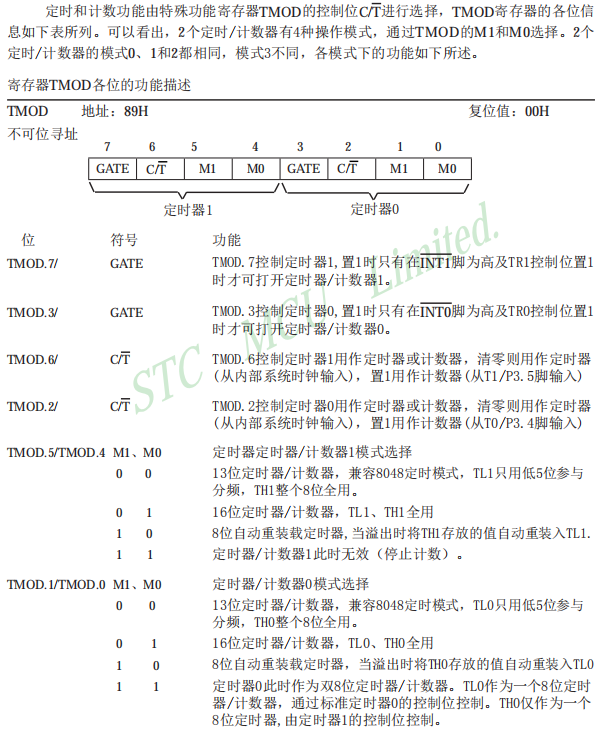 定时和计数功能由特殊功能寄存器TMOD的控制位C/T̅进行选择，TMOD寄存器的各位信
息如下表所列。可以看出，2个定时/计数器有4种操作模式，通过TMOD的M1和M0选择。2个
定时/计数器的模式0、1和2都相同，模式3不同，各模式下的功能如下所述。
寄存器TMOD各位的功能描述
TMOD 地址：89H 复位值：00H
不可位寻址
7 6 5 4 3 2 1 0
GATE C/T̅ M1 M0 GATE C/T̅ M1 M0
定时器1 定时器0
位 符号 功能
TMOD.7/ GATE TMOD.7控制定时器1,置1时只有在I̅N̅T̅1̅脚为高及TR1控制位置1
时才可打开定时器/计数器1。
TMOD.3/ GATE TMOD.3控制定时器0,置1时只有在I̅N̅T̅0̅脚为高及TR0控制位置1
时才可打开定时器/计数器0。
TMOD.6/ C/T̅ TMOD.6控制定时器1用作定时器或计数器，清零则用作定时器
(从内部系统时钟输入)，置1用作计数器(从T1/P3.5脚输入)
TMOD.2/ C/T̅ TMOD.2控制定时器0用作定时器或计数器，清零则用作定时器
(从内部系统时钟输入)，置1用作计数器(从T0/P3.4脚输入)
TMOD.5/TMOD.4 M1、M0 定时器定时器/计数器1模式选择
0 0 13位定时器/计数器，兼容8048定时模式，TL1只用低5位参与
分频，TH1整个8位全用。
0 1 16位定时器/计数器，TL1、TH1全用
1 0 8位自动重装载定时器,当溢出时将TH1存放的值自动重装入TL1.
1 1 定时器/计数器1此时无效（停止计数）。
TMOD.1/TMOD.0 M1、M0 定时器/计数器0模式选择
0 0 13位定时器/计数器，兼容8048定时模式，TL0只用低5位参与
分频，TH0整个8位全用。
0 1 16位定时器/计数器，TL0、TH0全用
1 0 8位自动重装载定时器，当溢出时将TH0存放的值自动重装入TL0
1 1 定时器0此时作为双8位定时器/计数器。TL0作为一个8位定时
器/计数器，通过标准定时器0的控制位控制。TH0仅作为一个
8位定时器,由定时器1的控制位控制。
STC MCU Limited.